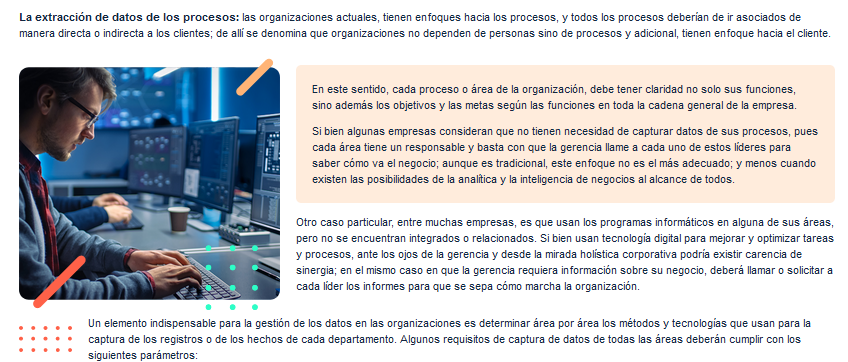 La extracción de datos de los procesos: las organizaciones actuales, tienen enfoques hacia los procesos, y todos los procesos deberían de ir asociados de
manera directa o indirecta a los clientes; de allí se denomina que organizaciones no dependen de personas sino de procesos y adicional, tienen enfoque hacia el cliente.
En este sentido, cada proceso o área de la organización, debe tener claridad no solo sus funciones,
sino además los objetivos y las metas según las funciones en toda la cadena general de la empresa.
Si bien algunas empresas consideran que no tienen necesidad de capturar datos de sus procesos, pues
cada área tiene un responsable y basta con que la gerencia llame a cada uno de estos líderes para
saber cómo va el negocio; aunque es tradicional, este enfoque no es el más adecuado; y menos cuando
existen las posibilidades de la analítica y la inteligencia de negocios al alcance de todos.
Otro caso particular, entre muchas empresas, es que usan los programas informáticos en alguna de sus áreas,
pero no se encuentran integrados o relacionados. Si bien usan tecnología digital para mejorar y optimizar tareas
y procesos, ante los ojos de la gerencia y desde la mirada holística corporativa podría existir carencia de
sinergia; en el mismo caso en que la gerencia requiera información sobre su negocio, deberá llamar o solicitar a
cada líder los informes para que se sepa cómo marcha la organización.
Un elemento indispensable para la gestión de los datos en las organizaciones es determinar área por área los métodos y tecnologías que usan para la
captura de los registros o de los hechos de cada departamento. Algunos requisitos de captura de datos de todas las áreas deberán cumplir con los
siguientes parámetros: